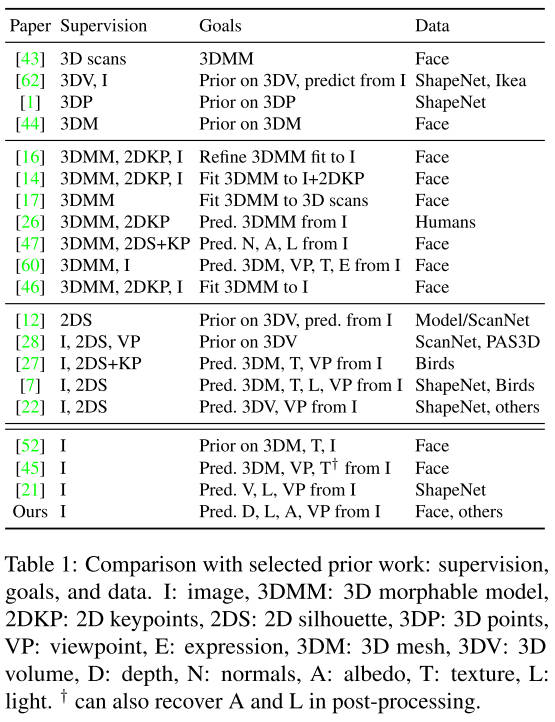 Paper Supervision Goals Data
[43] 3D scans 3DMM Face
[62] 3DV, I Prior on 3DV, predict from I ShapeNet, Ikea
[1] 3DP Prior on 3DP ShapeNet
[44] 3DM Prior on 3DM Face
[16] 3DMM, 2DKP, I Refine 3DMM fit to I Face
[14] 3DMM, 2DKP, I Fit 3DMM to I+2DKP Face
[17] 3DMM Fit 3DMM to 3D scans Face
[26] 3DMM, 2DKP Pred. 3DMM from I Humans
[47] 3DMM, 2DS+KP Pred. N, A, L from I Face
[60] 3DMM, I Pred. 3DM, VP, T, E from I Face
[46] 3DMM, 2DKP, I Fit 3DMM to I Face
[12] 2DS Prior on 3DV, pred. from I Model/ScanNet
[28] I, 2DS, VP Prior on 3DV ScanNet, PAS3D
[27] I, 2DS+KP Pred. 3DM, T, VP from I Birds
[7] I, 2DS Pred. 3DM, T, L, VP from I ShapeNet, Birds
[22] I, 2DS Pred. 3DV, VP from I ShapeNet, others
[52] I Prior on 3DM, T, I Face
[45] I Pred. 3DM, VP, T† from I Face
[21] I Pred. V, L, VP from I ShapeNet
Ours I Pred. D, L, A, VP from I Face, others
Table 1: Comparison with selected prior work: supervision,
goals, and data. I: image, 3DMM: 3D morphable model,
2DKP: 2D keypoints, 2DS: 2D silhouette, 3DP: 3D points,
VP: viewpoint, E: expression, 3DM: 3D mesh, 3DV: 3D
volume, D: depth, N: normals, A: albedo, T: texture, L:
light. † can also recover A and L in post-processing.